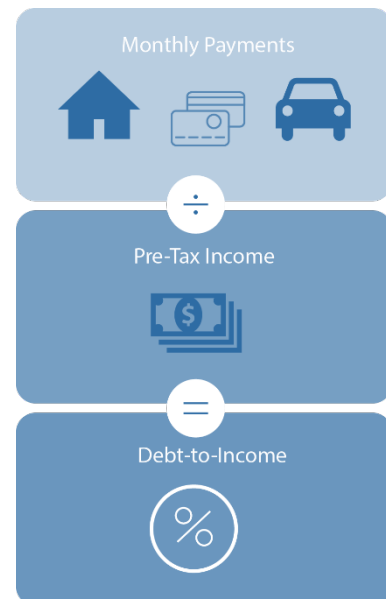 Monthly Payments
÷
Pre-Tax Income
$
=
Debt-to-Income
%